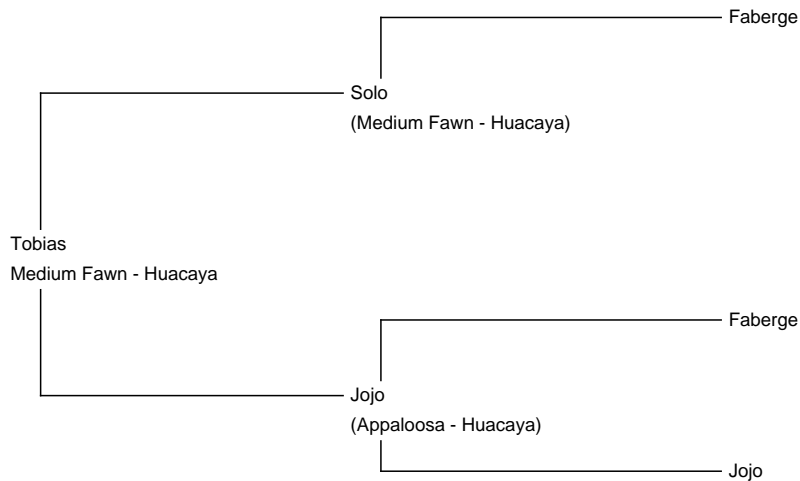 Faberge
Solo
(Medium Fawn - Huacaya)
Tobias
Medium Fawn - Huacaya
Faberge
Jojo
(Appaloosa - Huacaya)
Jojo